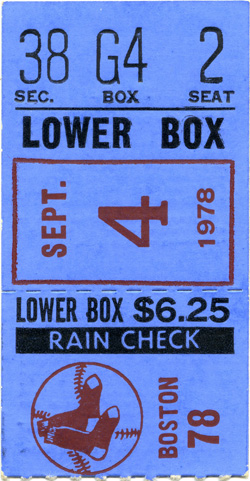 38 G4 2
SEC. BOX SEAT
LOWER BOX
SEPT.
4
1978
LOWER BOX $6.25
RAIN CHECK
BOSTON
78